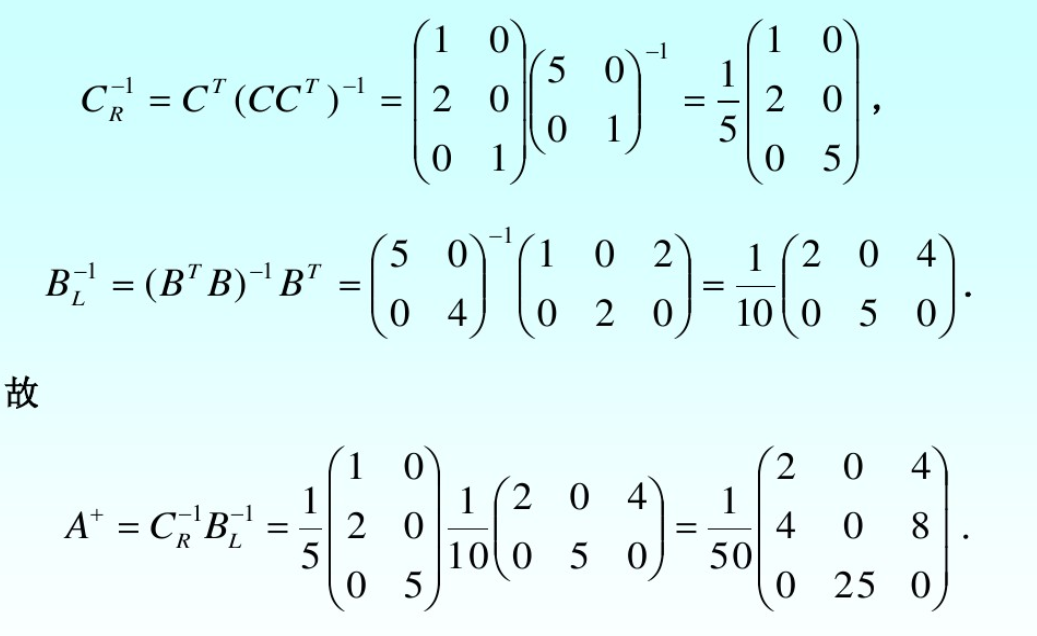 $C_R^{-1} = C^T (CC^T)^{-1} = \begin{pmatrix} 1 & 0 \\ 2 & 0 \\ 0 & 1 \end{pmatrix} \begin{pmatrix} 5 & 0 \\ 0 & 1 \end{pmatrix}^{-1} = \frac{1}{5} \begin{pmatrix} 1 & 0 \\ 2 & 0 \\ 0 & 5 \end{pmatrix}$，
$B_L^{-1} = (B^T B)^{-1} B^T = \begin{pmatrix} 5 & 0 \\ 0 & 4 \end{pmatrix}^{-1} \begin{pmatrix} 1 & 0 & 2 \\ 0 & 2 & 0 \end{pmatrix} = \frac{1}{10} \begin{pmatrix} 2 & 0 & 4 \\ 0 & 5 & 0 \end{pmatrix}.$
故
$A^+ = C_R^{-1} B_L^{-1} = \frac{1}{5} \begin{pmatrix} 1 & 0 \\ 2 & 0 \\ 0 & 5 \end{pmatrix} \frac{1}{10} \begin{pmatrix} 2 & 0 & 4 \\ 0 & 5 & 0 \end{pmatrix} = \frac{1}{50} \begin{pmatrix} 2 & 0 & 4 \\ 4 & 0 & 8 \\ 0 & 25 & 0 \end{pmatrix}.$